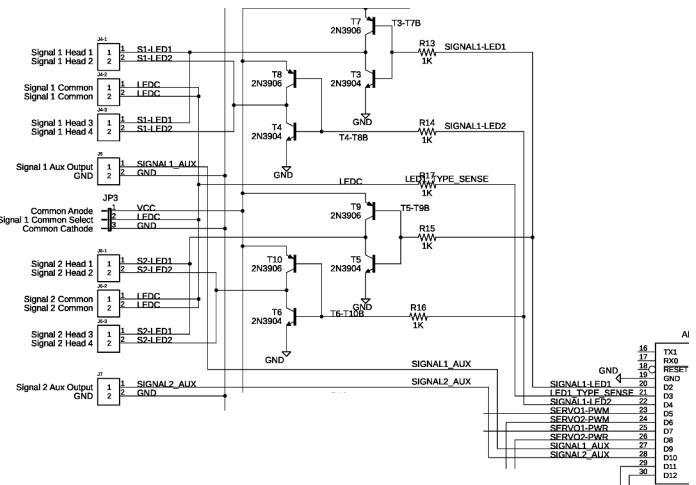 T7
2N3906
T3-T7B
J4-1
Signal 1 Head 1 1 S1-LED1
Signal 1 Head 2 2 S1-LED2
R13
1K
SIGNAL1-LED1
T8
2N3906
T3
2N3904
J4-2
Signal 1 Common 1 LEDC
Signal 1 Common 2 LEDC
GND
J4-3
Signal 1 Head 3 1 S1-LED1
Signal 1 Head 4 2 S1-LED2
T4
2N3904
R14
1K
SIGNAL1-LED2
T4-T8B
GND
J5
Signal 1 Aux Output 1 SIGNAL1_AUX
GND 2 GND
LEDC
R17
LED1_TYPE_SENSE
1K
JP3
Common Anode 1 VCC
Signal 1 Common Select 2 LEDC
Common Cathode 3 GND
T9
2N3906
T5-T9B
R15
1K
J6-1
Signal 2 Head 1 1 S2-LED1
Signal 2 Head 2 2 S2-LED2
T10
2N3906
T5
2N3904
J6-2
Signal 2 Common 1 LEDC
Signal 2 Common 2 LEDC
GND
J6-3
Signal 2 Head 3 1 S2-LED1
Signal 2 Head 4 2 S2-LED2
T6
2N3904
T6-T10B
R16
1K
GND
J7
Signal 2 Aux Output 1 SIGNAL2_AUX
GND 2 GND
SIGNAL1_AUX
SIGNAL2_AUX
16 TX1
17 RX0
18 RESET
GND 19 GND
SIGNAL1-LED1 20 D2
LED1_TYPE_SENSE 21 D3
SIGNAL1-LED2 22 D4
SERVO1-PWM 23 D5
SERVO2-PWM 24 D6
SERVO1-PWR 25 D7
SERVO2-PWR 26 D8
SIGNAL1_AUX 27 D9
SIGNAL2_AUX 28 D10
29 D11
30 D12